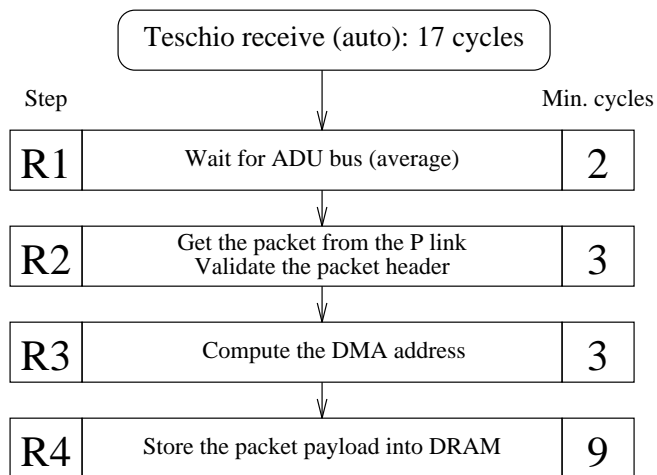 Teschio receive (auto): 17 cycles
Step
Min. cycles
R1
Wait for ADU bus (average)
2
R2
Get the packet from the P link
Validate the packet header
3
R3
Compute the DMA address
3
R4
Store the packet payload into DRAM
9